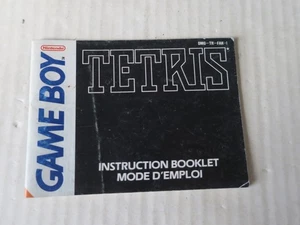 Nintendo
GAME BOY
TETRIS
INSTRUCTION BOOKLET
MODE D'EMPLOI